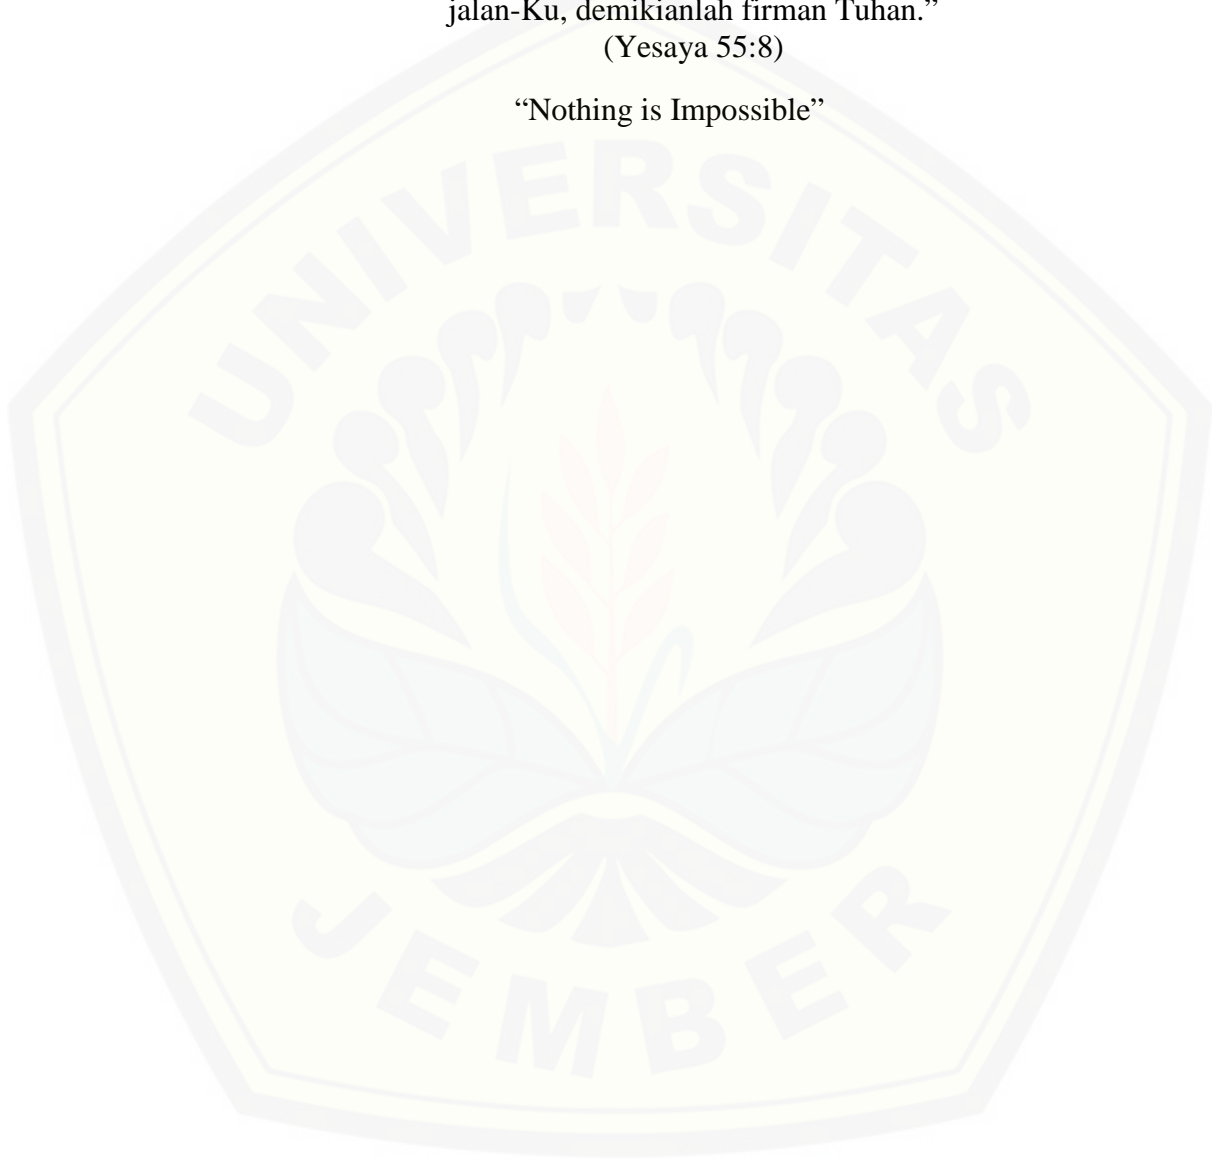 jalan-Ku, demikianlah firman Tuhan.”
(Yesaya 55:8)
“Nothing is Impossible”
UNIVERSITAS
JEMBER